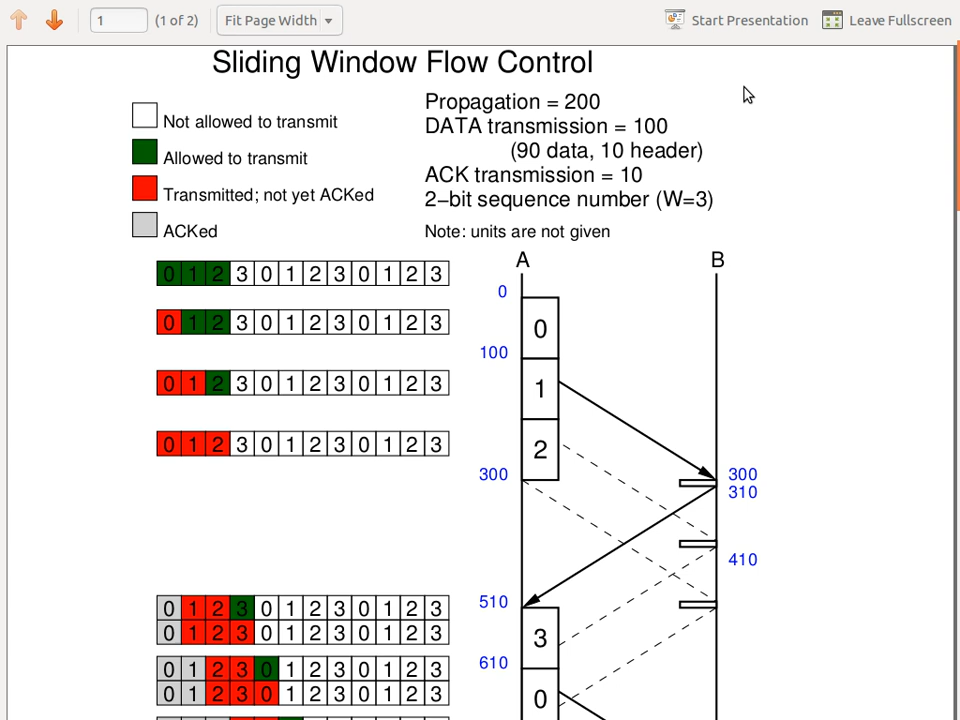 1 (1 of 2) Fit Page Width Start Presentation Leave Fullscreen
Sliding Window Flow Control
Not allowed to transmit
Allowed to transmit
Transmitted; not yet ACKed
ACKed
Propagation = 200
DATA transmission = 100
(90 data, 10 header)
ACK transmission = 10
2−bit sequence number (W=3)
Note: units are not given
0 1 2 3 0 1 2 3 0 1 2 3
0 1 2 3 0 1 2 3 0 1 2 3
0 1 2 3 0 1 2 3 0 1 2 3
0 1 2 3 0 1 2 3 0 1 2 3
0 1 2 3 0 1 2 3 0 1 2 3
0 1 2 3 0 1 2 3 0 1 2 3
0 1 2 3 0 1 2 3 0 1 2 3
0 1 2 3 0 1 2 3 0 1 2 3
A B
0
0
100
1
2
300 300
310
410
510
3
610
0